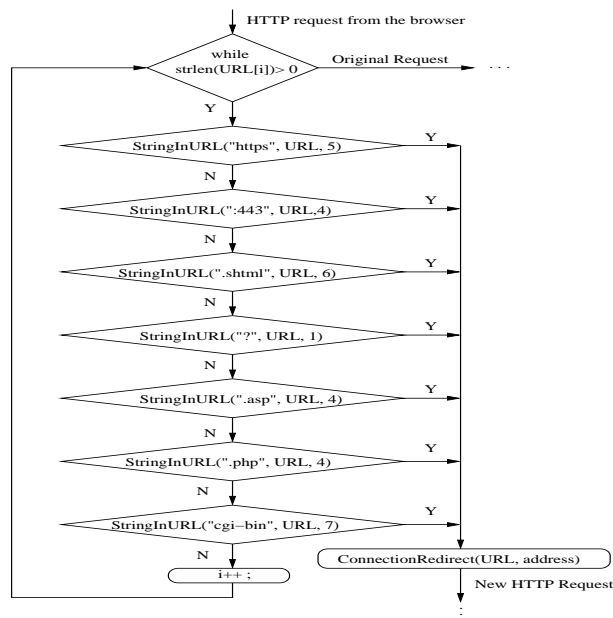 HTTP request from the browser
while
strlen(URL[i])> 0
Original Request
. . .
Y
StringInURL("https", URL, 5)
Y
N
StringInURL(":443", URL,4)
Y
N
StringInURL(".shtml", URL, 6)
Y
N
StringInURL("?", URL, 1)
Y
N
StringInURL(".asp", URL, 4)
Y
N
StringInURL(".php", URL, 4)
Y
N
StringInURL("cgi−bin", URL, 7)
Y
N
ConnectionRedirect(URL, address)
i++ ;
New HTTP Request
: